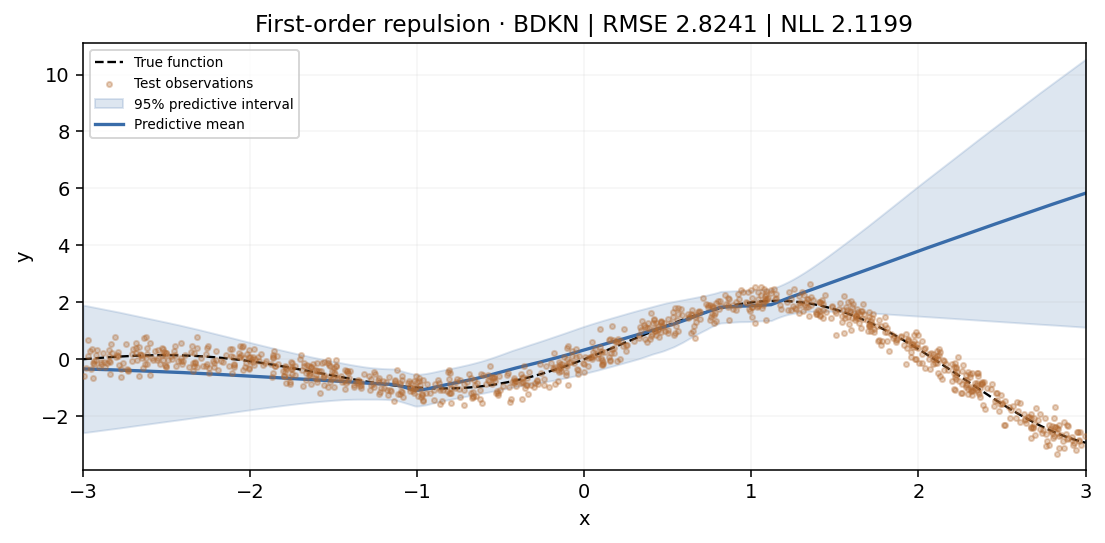 First-order repulsion · BDKN | RMSE 2.8241 | NLL 2.1199
True function
Test observations
95% predictive interval
Predictive mean
10
8
6
4
2
0
−2
y
−3 −2 −1 0 1 2 3
x